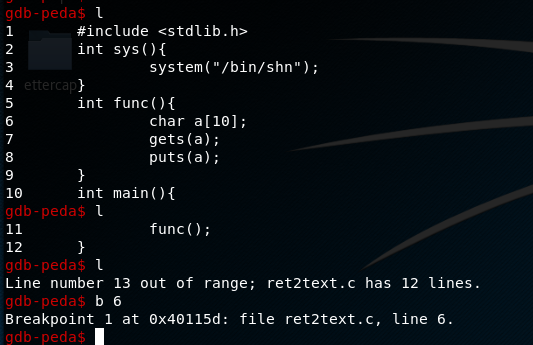 gdb-peda$ l
1 #include <stdlib.h>
2 int sys(){
3 system("/bin/shn");
4 }
ettercap
5 int func(){
6 char a[10];
7 gets(a);
8 puts(a);
9 }
10 int main(){
gdb-peda$ l
11 func();
12 }
gdb-peda$ l
Line number 13 out of range; ret2text.c has 12 lines.
gdb-peda$ b 6
Breakpoint 1 at 0x40115d: file ret2text.c, line 6.
gdb-peda$